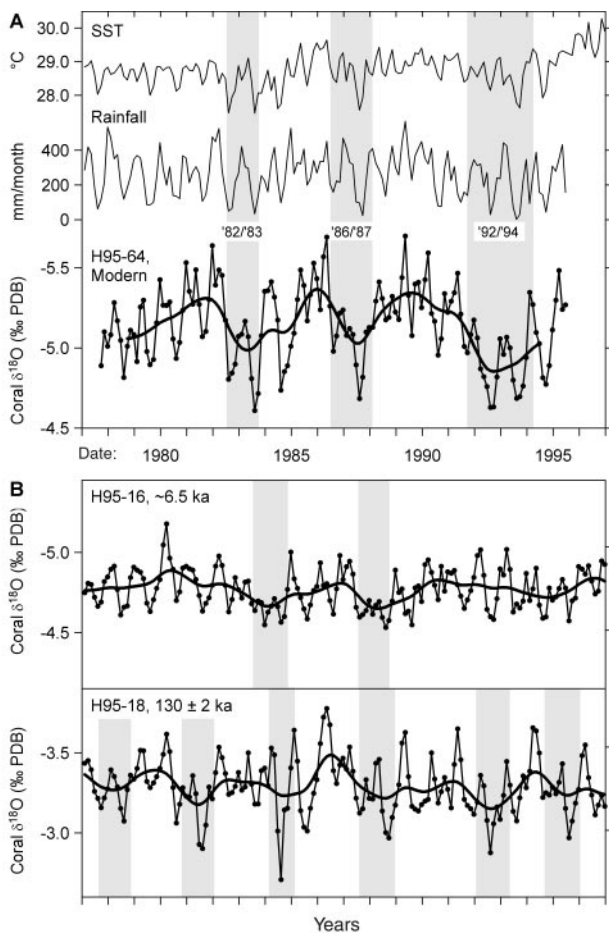 A
SST
30.0
29.0
28.0
°C
Rainfall
400
200
0
mm/month
'82/'83
'86/'87
'92/'94
H95-64,
Modern
-5.5
-5.0
-4.5
Coral δ¹⁸O (‰ PDB)
Date: 1980 1985 1990 1995
B
H95-16, ~6.5 ka
-5.0
-4.5
Coral δ¹⁸O (‰ PDB)
H95-18, 130 ± 2 ka
-3.5
-3.0
Coral δ¹⁸O (‰ PDB)
Years